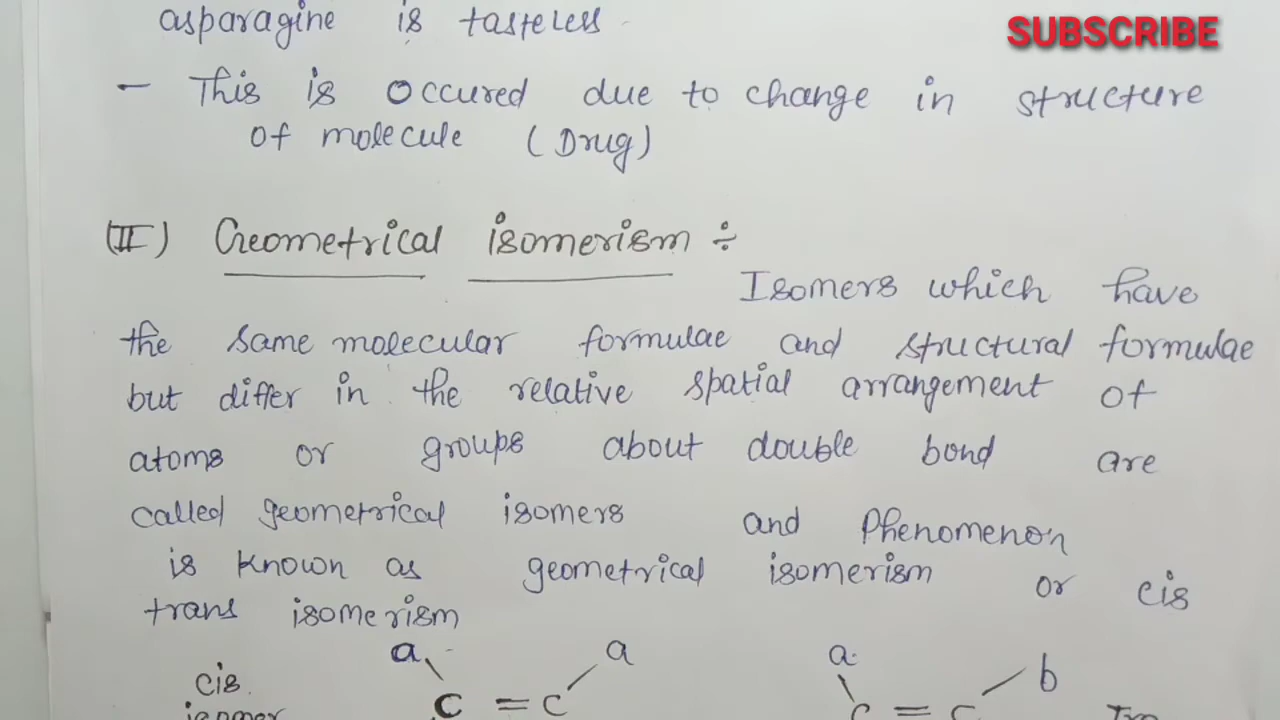 asparagine is tasteless
SUBSCRIBE
- This is occured due to change in structure
of molecule (Drug)
(II) Geometrical isomerism ÷
Isomers which have
the same molecular formulae and structural formulae
but differ in the relative spatial arrangement of
atoms or groups about double bond are
called geometrical isomers and Phenomenon
is known as geometrical isomerism or cis
trans isomerism
a a a b
cis
C = C C = C
isomer